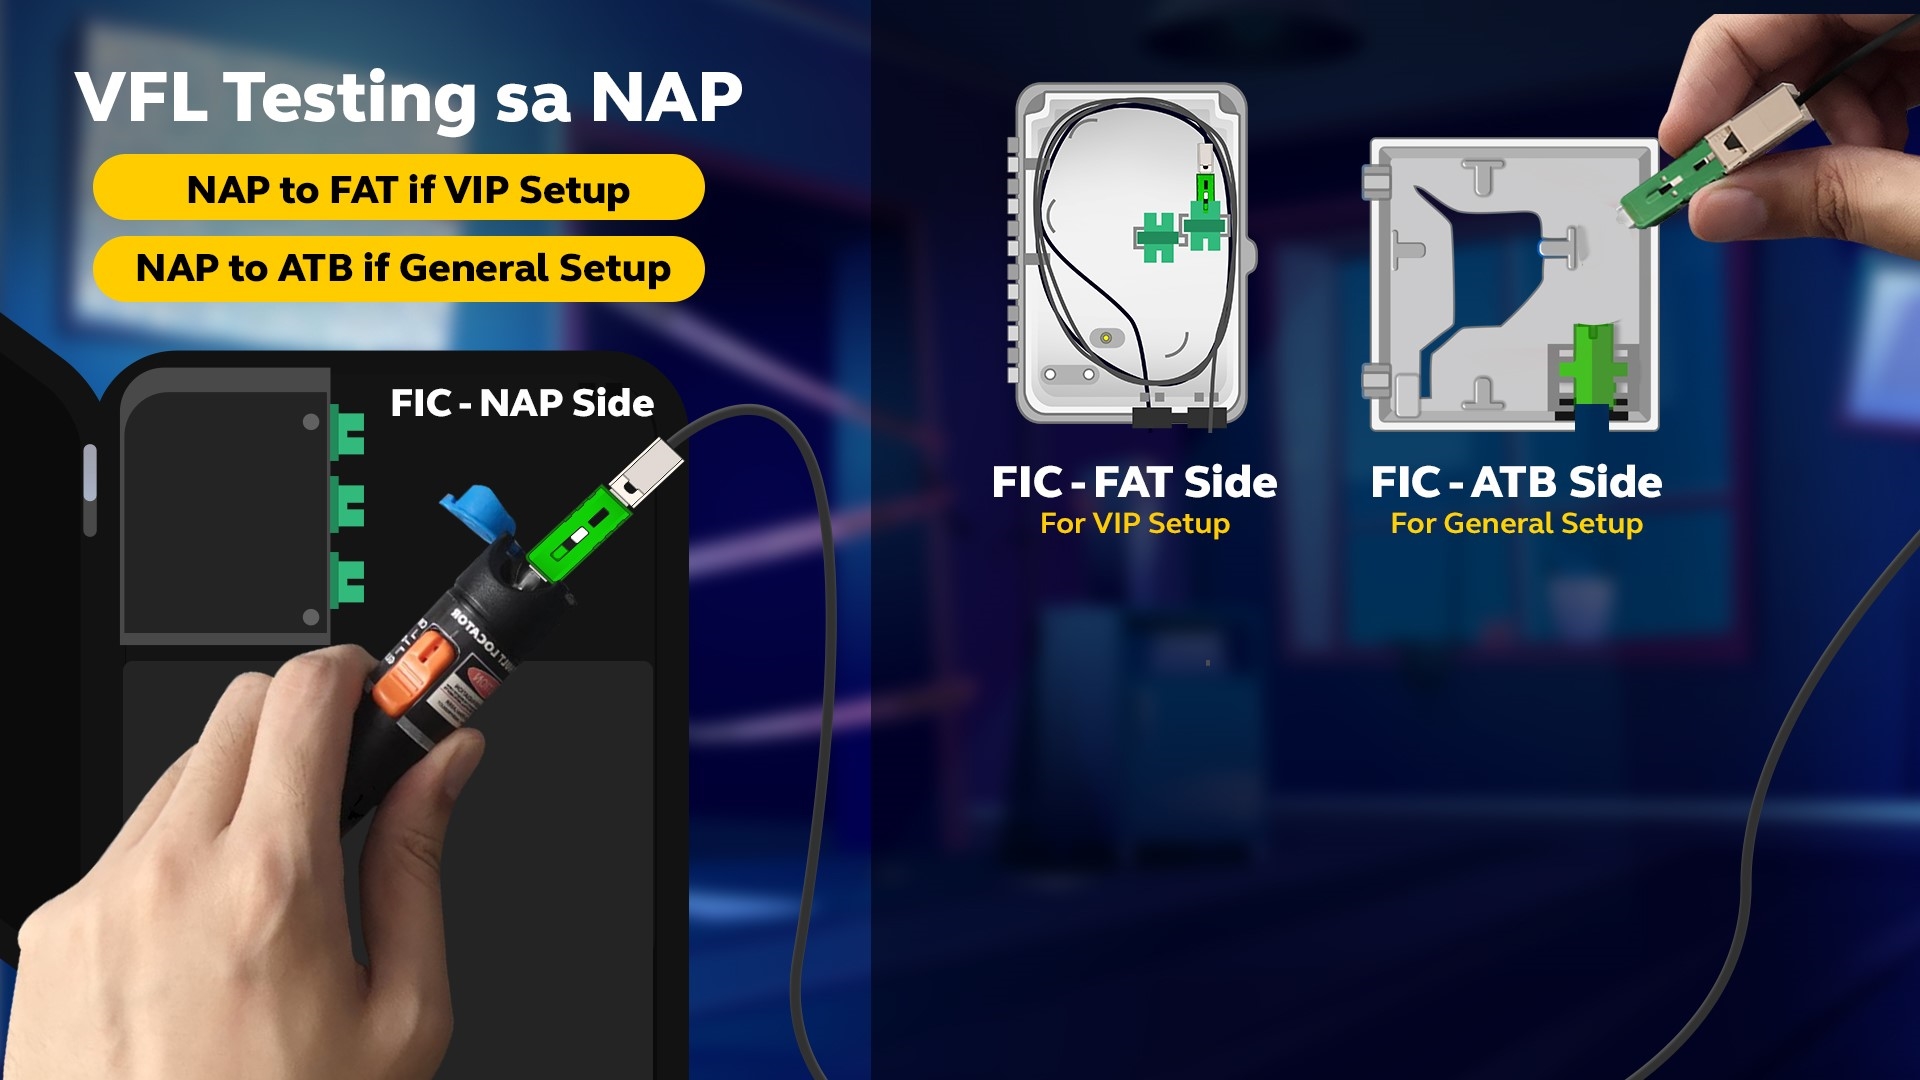 VFL Testing sa NAP
NAP to FAT if VIP Setup
NAP to ATB if General Setup
FIC - NAP Side
LOCATOR
FIC - FAT Side
For VIP Setup
FIC - ATB Side
For General Setup